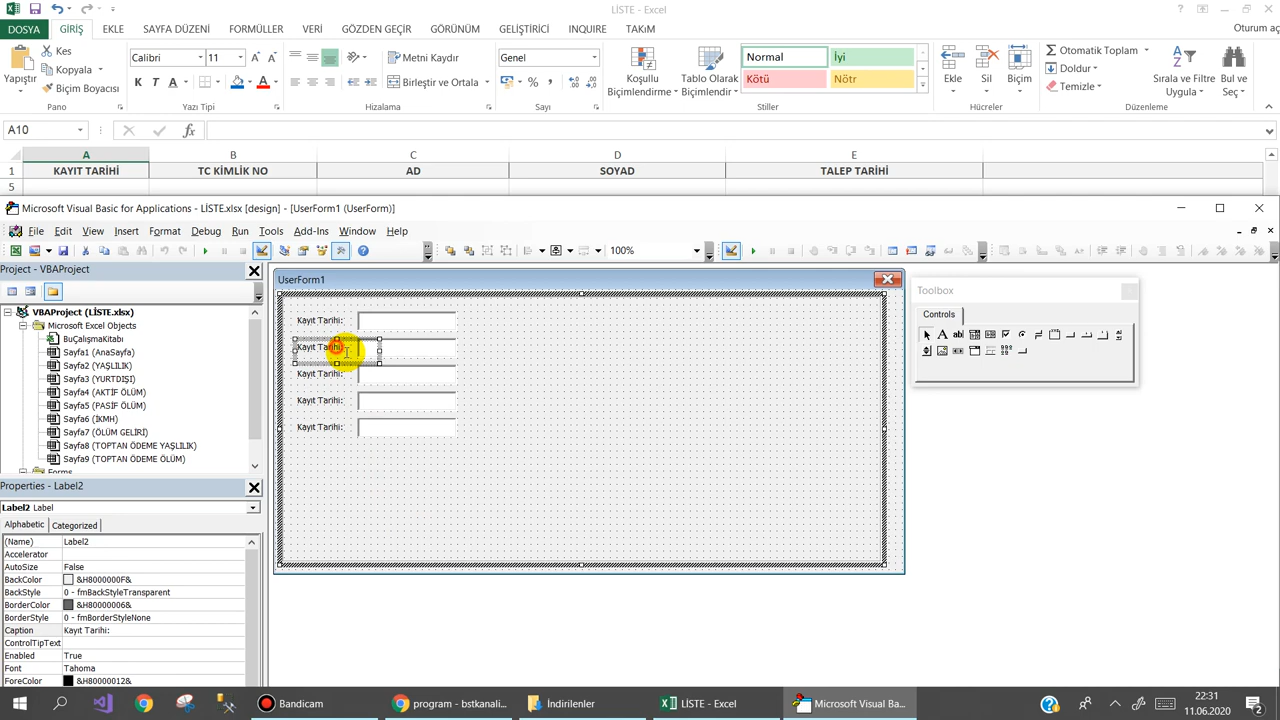 LİSTE - Excel
DOSYA GİRİŞ EKLE SAYFA DÜZENİ FORMÜLLER VERİ GÖZDEN GEÇİR GÖRÜNÜM GELİŞTİRİCİ INQUIRE TAKıM Oturum aç
Yapıştır
Kes
Kopyala
Biçim Boyacısı
Pano
Calibri 11
K T A
Yazı Tipi
Metni Kaydır
Birleştir ve Ortala
Hizalama
Genel
Sayı
Koşullu Biçimlendirme
Tablo Olarak Biçimlendir
Normal İyi
Kötü Nötr
Stiller
Ekle Sil Biçim
Hücreler
Otomatik Toplam
Doldur
Temizle
Sırala ve Filtre Uygula
Bul ve Seç
Düzenleme
A10
A B C D E
1 KAYIT TARİHİ TC KİMLİK NO AD SOYAD TALEP TARİHİ
5
Microsoft Visual Basic for Applications - LİSTE.xlsx [design] - [UserForm1 (UserForm)]
File Edit View Insert Format Debug Run Tools Add-Ins Window Help
100%
Project - VBAProject
VBAProject (LİSTE.xlsx)
Microsoft Excel Objects
BuÇalışmaKitabı
Sayfa1 (AnaSayfa)
Sayfa2 (YAŞLILIK)
Sayfa3 (YURTDIŞI)
Sayfa4 (AKTİF ÖLÜM)
Sayfa5 (PASİF ÖLÜM)
Sayfa6 (İKMH)
Sayfa7 (ÖLÜM GELİRİ)
Sayfa8 (TOPTAN ÖDEME YAŞLILIK)
Sayfa9 (TOPTAN ÖDEME ÖLÜM)
Forms
Properties - Label2
Label2 Label
Alphabetic Categorized
(Name) Label2
Accelerator
AutoSize False
BackColor &H8000000F&
BackStyle 0 - fmBackStyleTransparent
BorderColor &H80000006&
BorderStyle 0 - fmBorderStyleNone
Caption Kayıt Tarihi:
ControlTipText
Enabled True
Font Tahoma
ForeColor &H80000012&
UserForm1
Kayıt Tarihi:
Kayıt Tarihi:
Kayıt Tarihi:
Kayıt Tarihi:
Kayıt Tarihi:
Toolbox
Controls
Bandicam
program - bstkanali...
İndirilenler
LİSTE - Excel
Microsoft Visual Ba...
22:31
11.06.2020
2